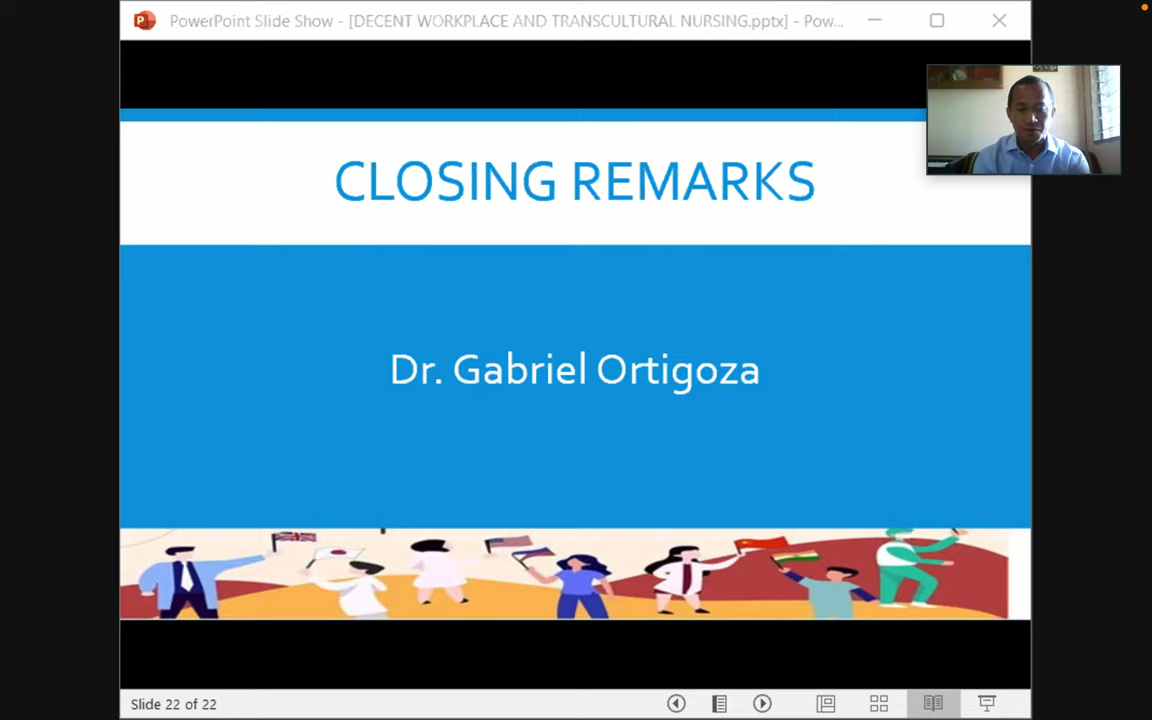 PowerPoint Slide Show - [DECENT WORKPLACE AND TRANSCULTURAL NURSING.pptx] - Pow...
CLOSING REMARKS
Dr. Gabriel Ortigoza
Slide 22 of 22